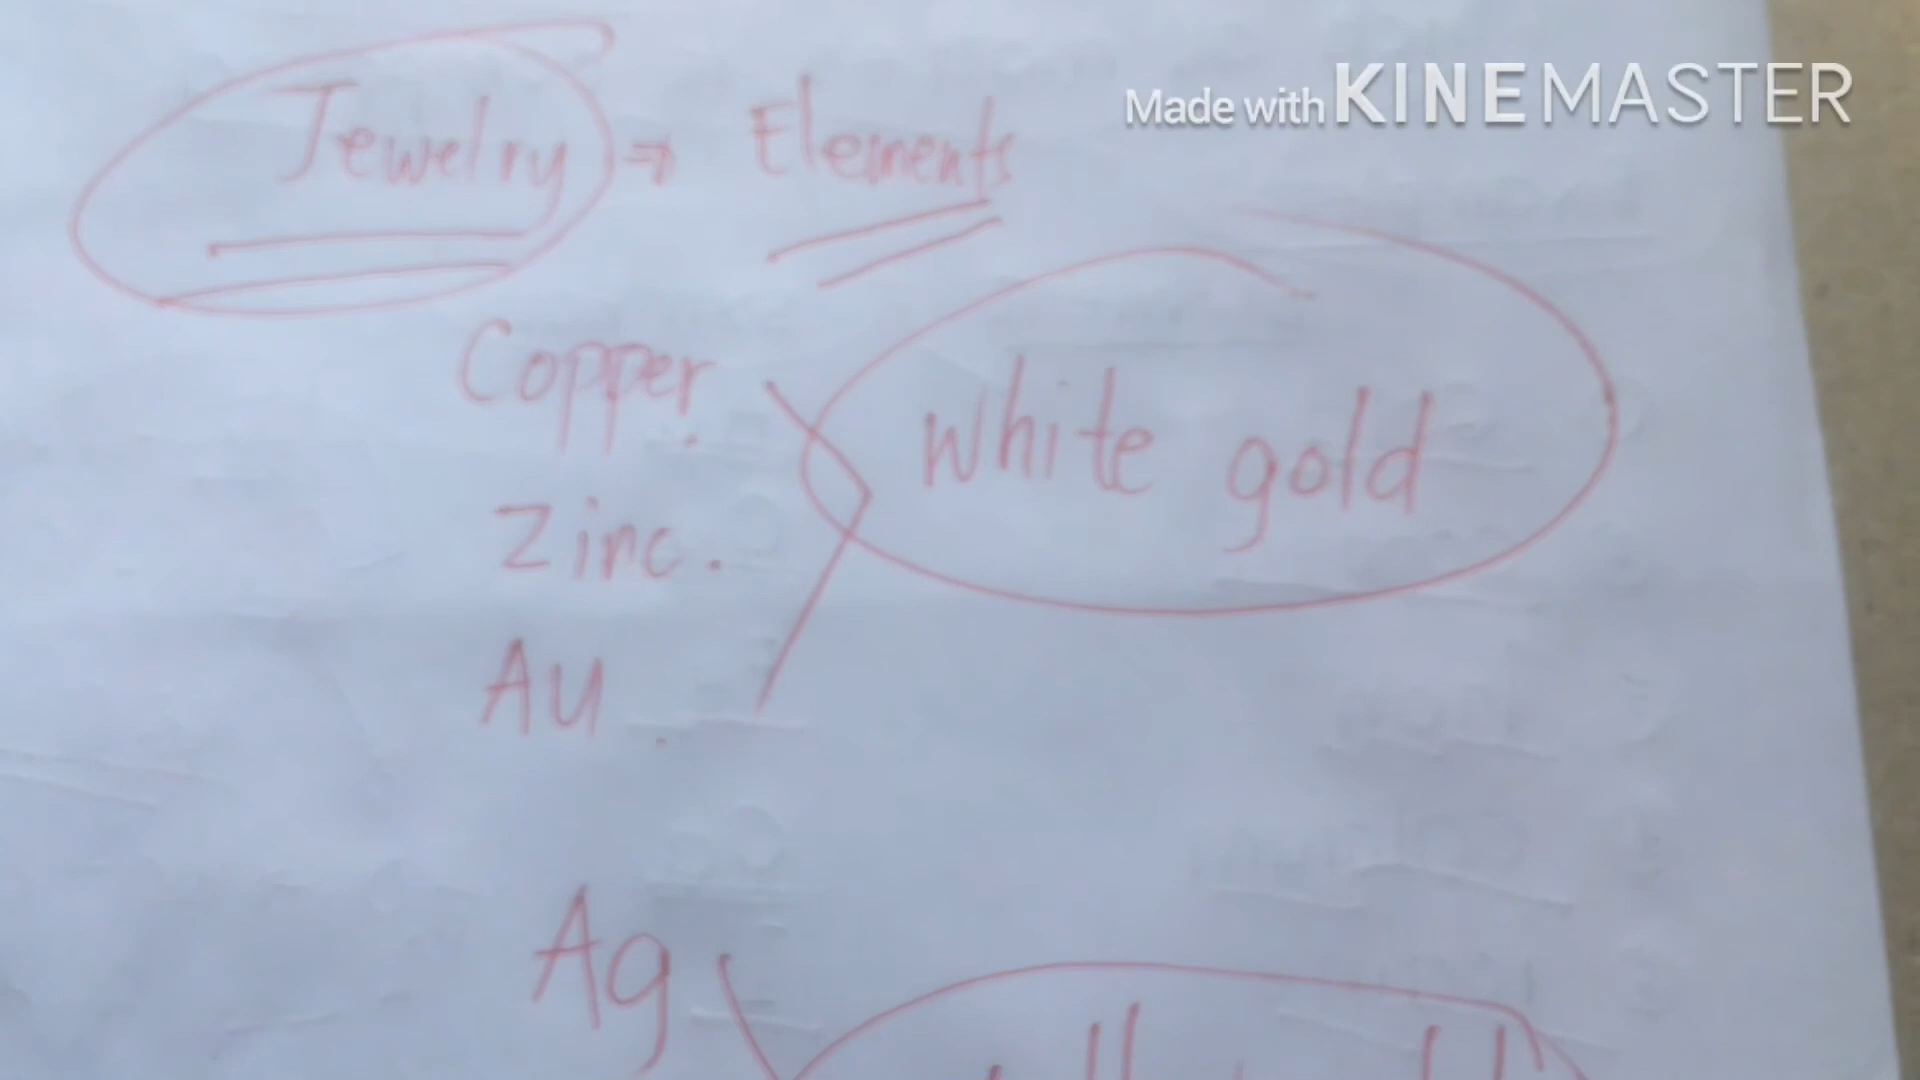 Made with KINEMASTER
Jewelry ⇒ Elements
Copper.
white gold
Zinc.
Au.
Ag